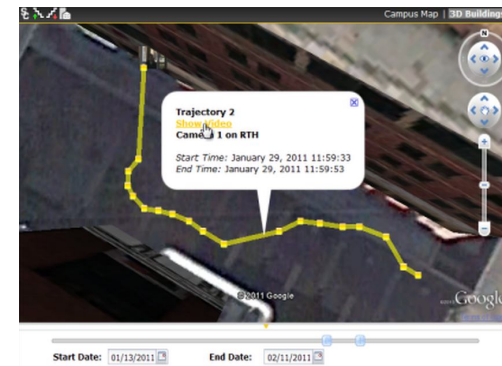 Campus Map | 3D Buildings
N
Trajectory 2
Show Video
Camera 1 on RTH
Start Time: January 29, 2011 11:59:33
End Time: January 29, 2011 11:59:53
©2011 Google
Google
Start Date: 01/13/2011 End Date: 02/11/2011